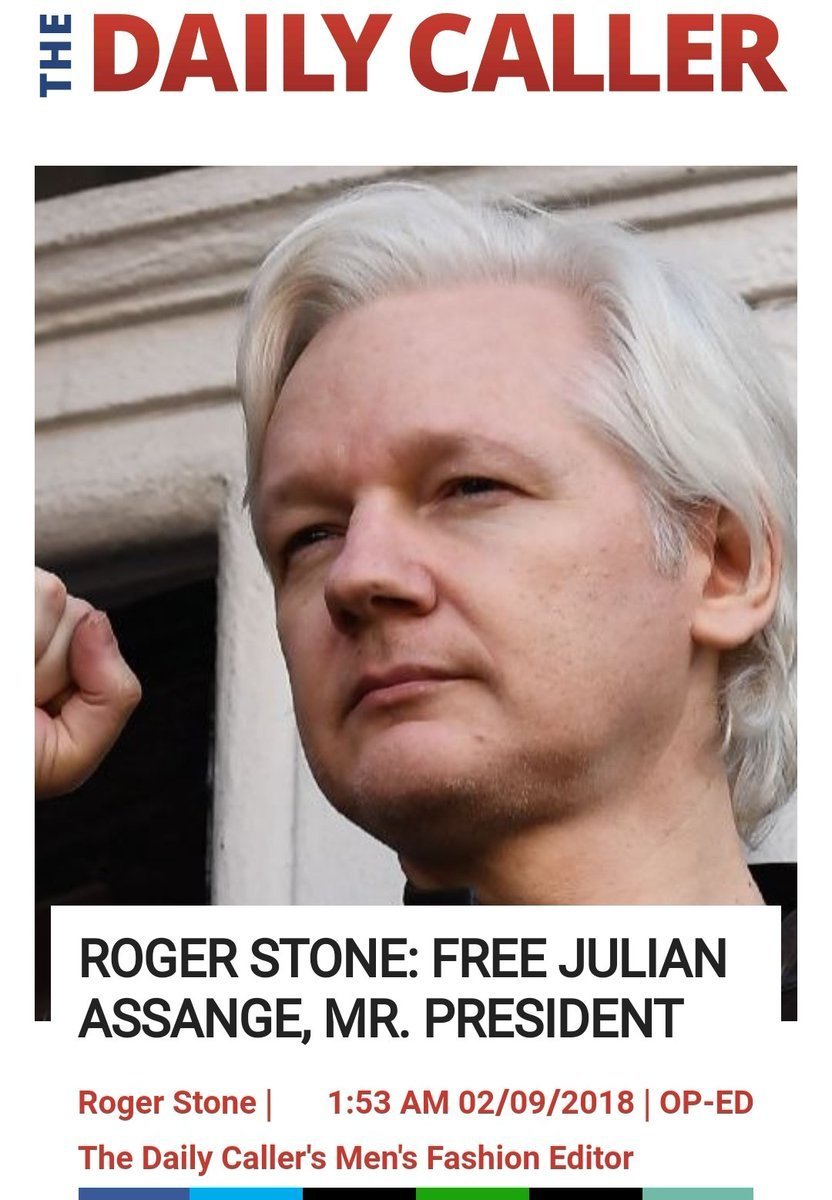 THE DAILY CALLER
ROGER STONE: FREE JULIAN
ASSANGE, MR. PRESIDENT
Roger Stone | 1:53 AM 02/09/2018 | OP-ED
The Daily Caller's Men's Fashion Editor